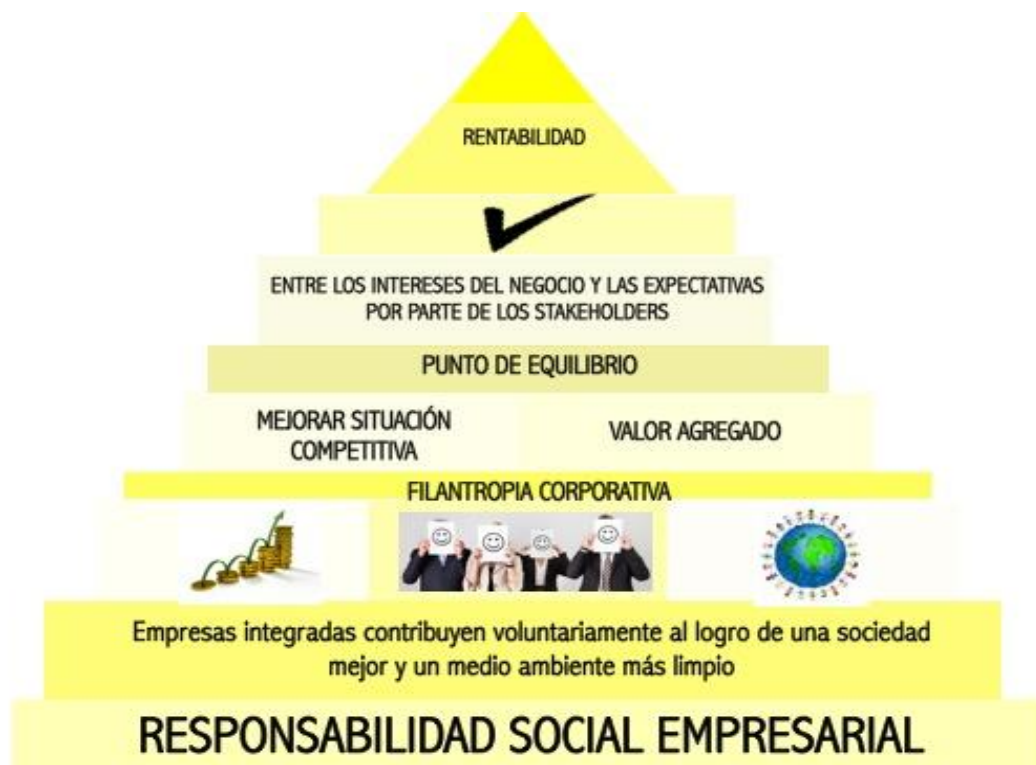 RENTABILIDAD
ENTRE LOS INTERESES DEL NEGOCIO Y LAS EXPECTATIVAS
POR PARTE DE LOS STAKEHOLDERS
PUNTO DE EQUILIBRIO
MEJORAR SITUACIÓN
COMPETITIVA
VALOR AGREGADO
FILANTROPIA CORPORATIVA
Empresas integradas contribuyen voluntariamente al logro de una sociedad
mejor y un medio ambiente más limpio
RESPONSABILIDAD SOCIAL EMPRESARIAL